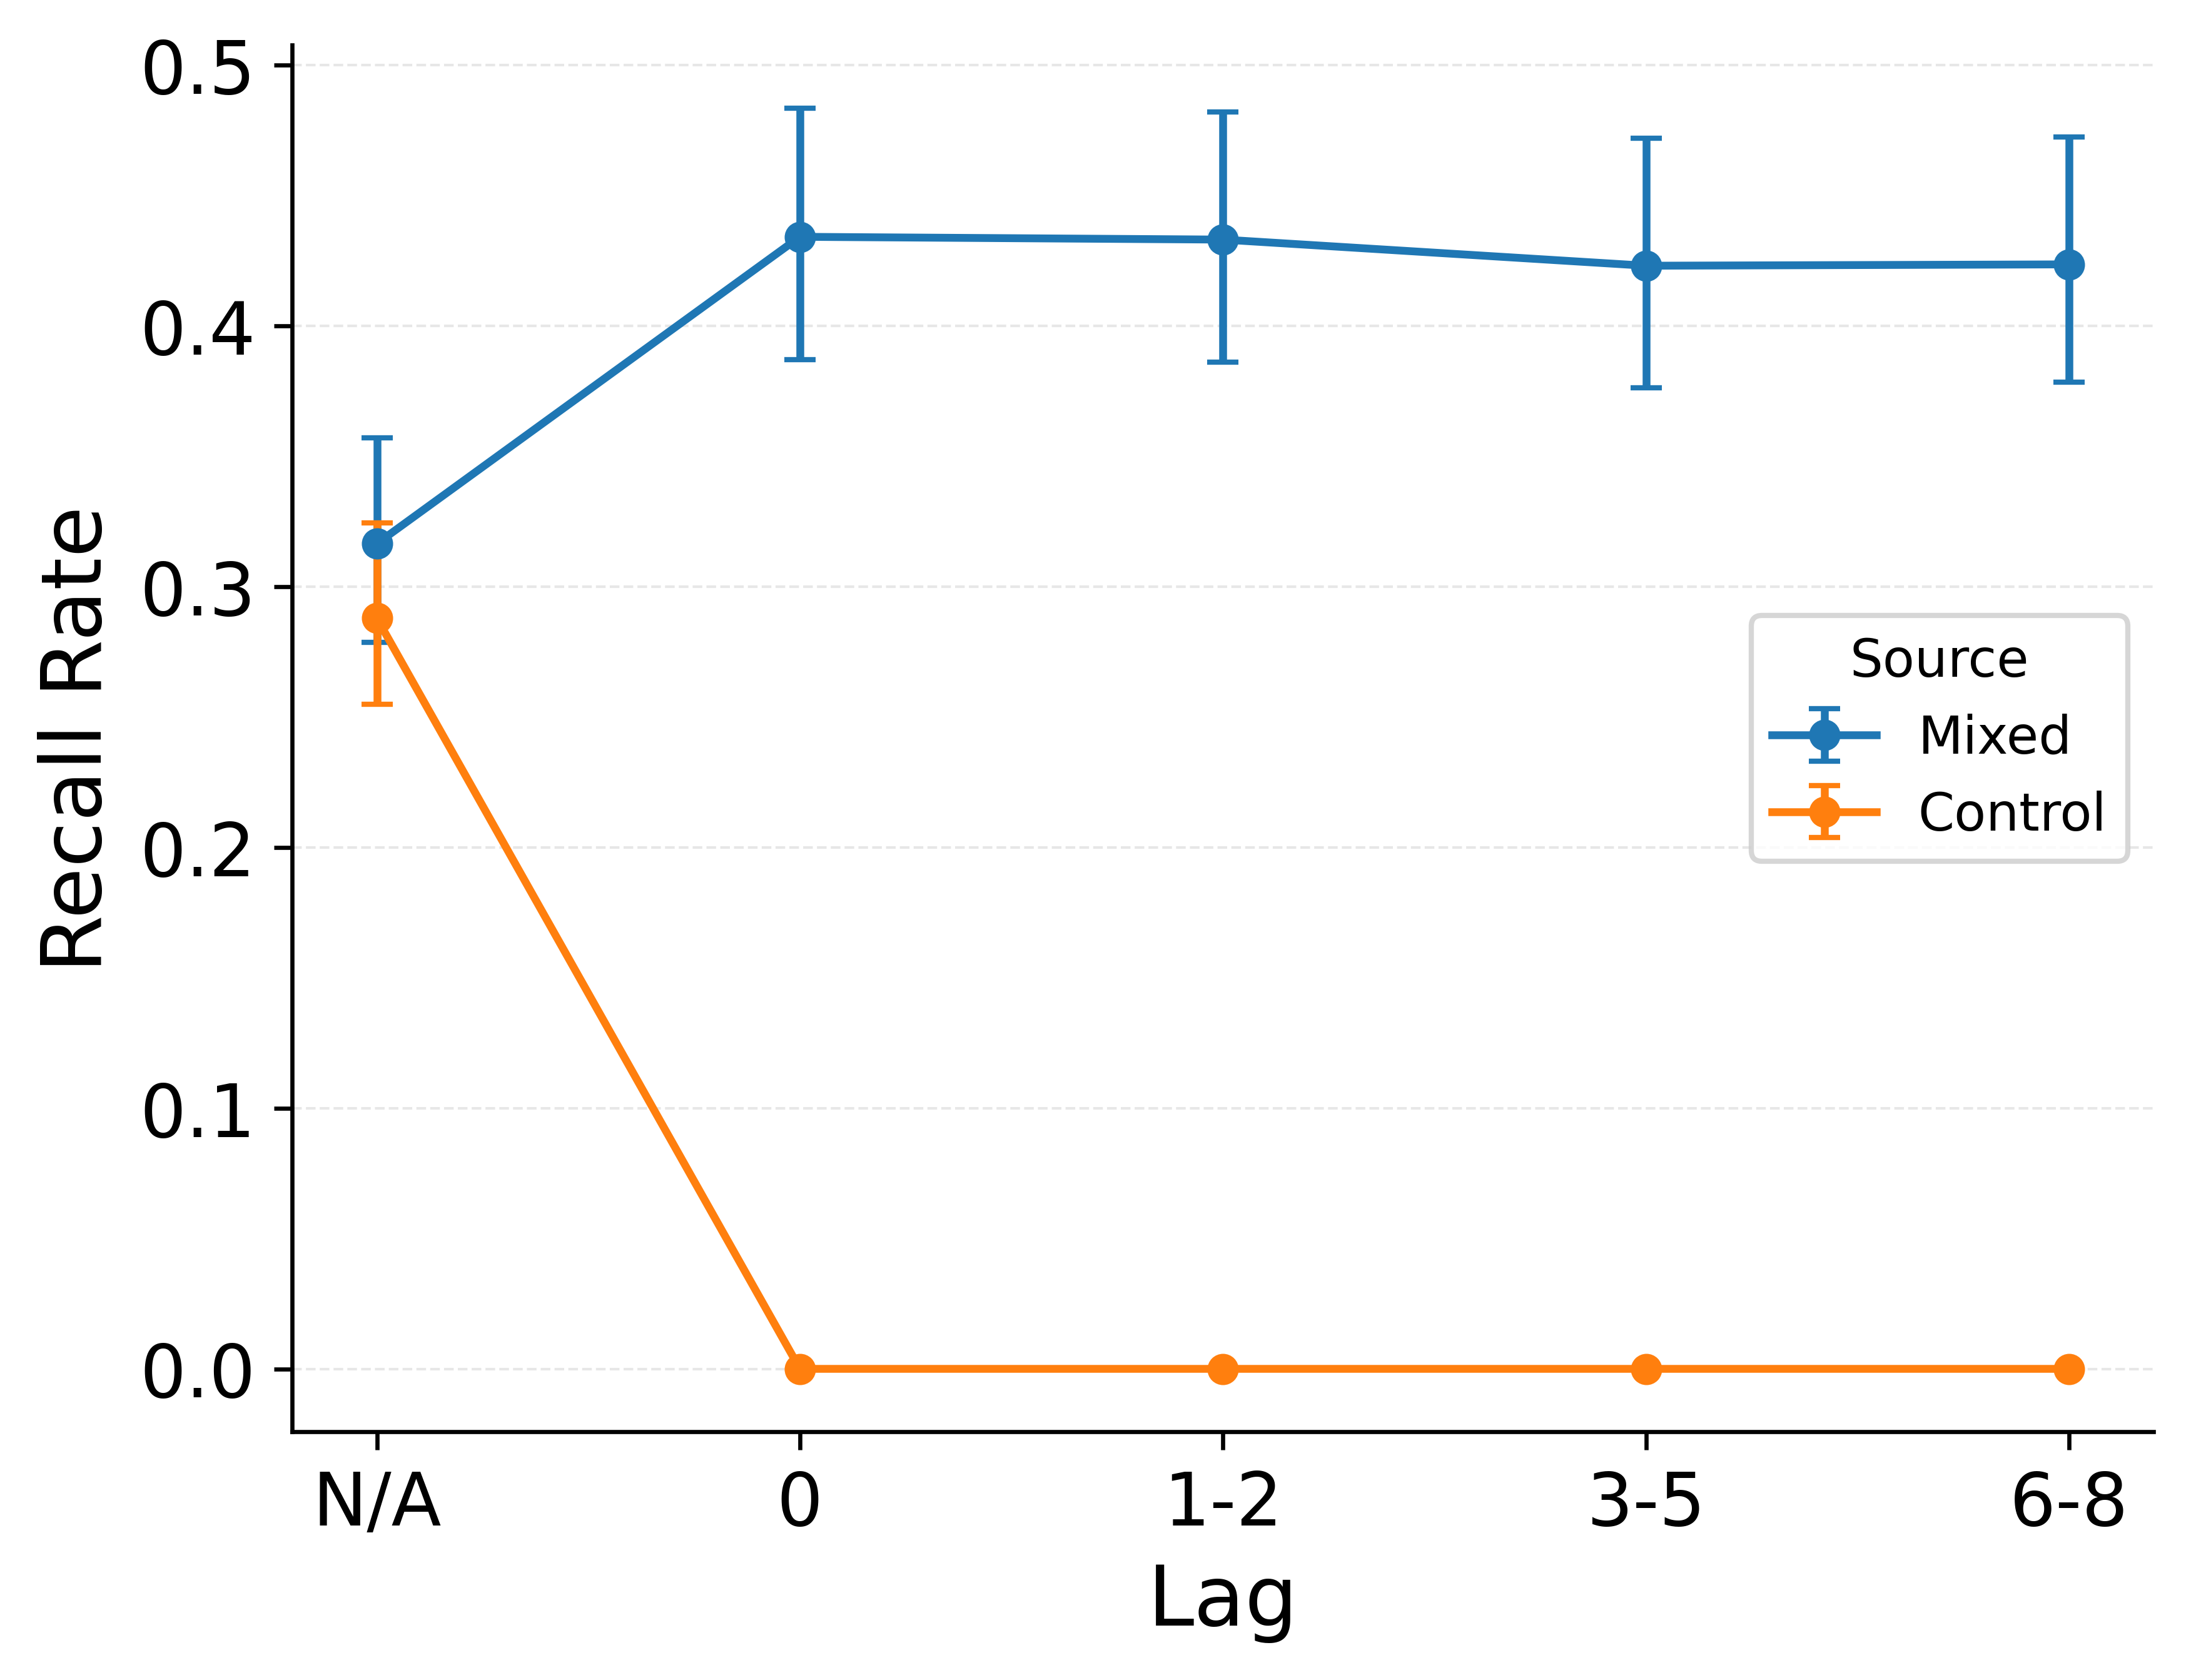 0.5
0.4
0.3
0.2
0.1
0.0
Recall Rate
Source
Mixed
Control
N/A 0 1-2 3-5 6-8
Lag